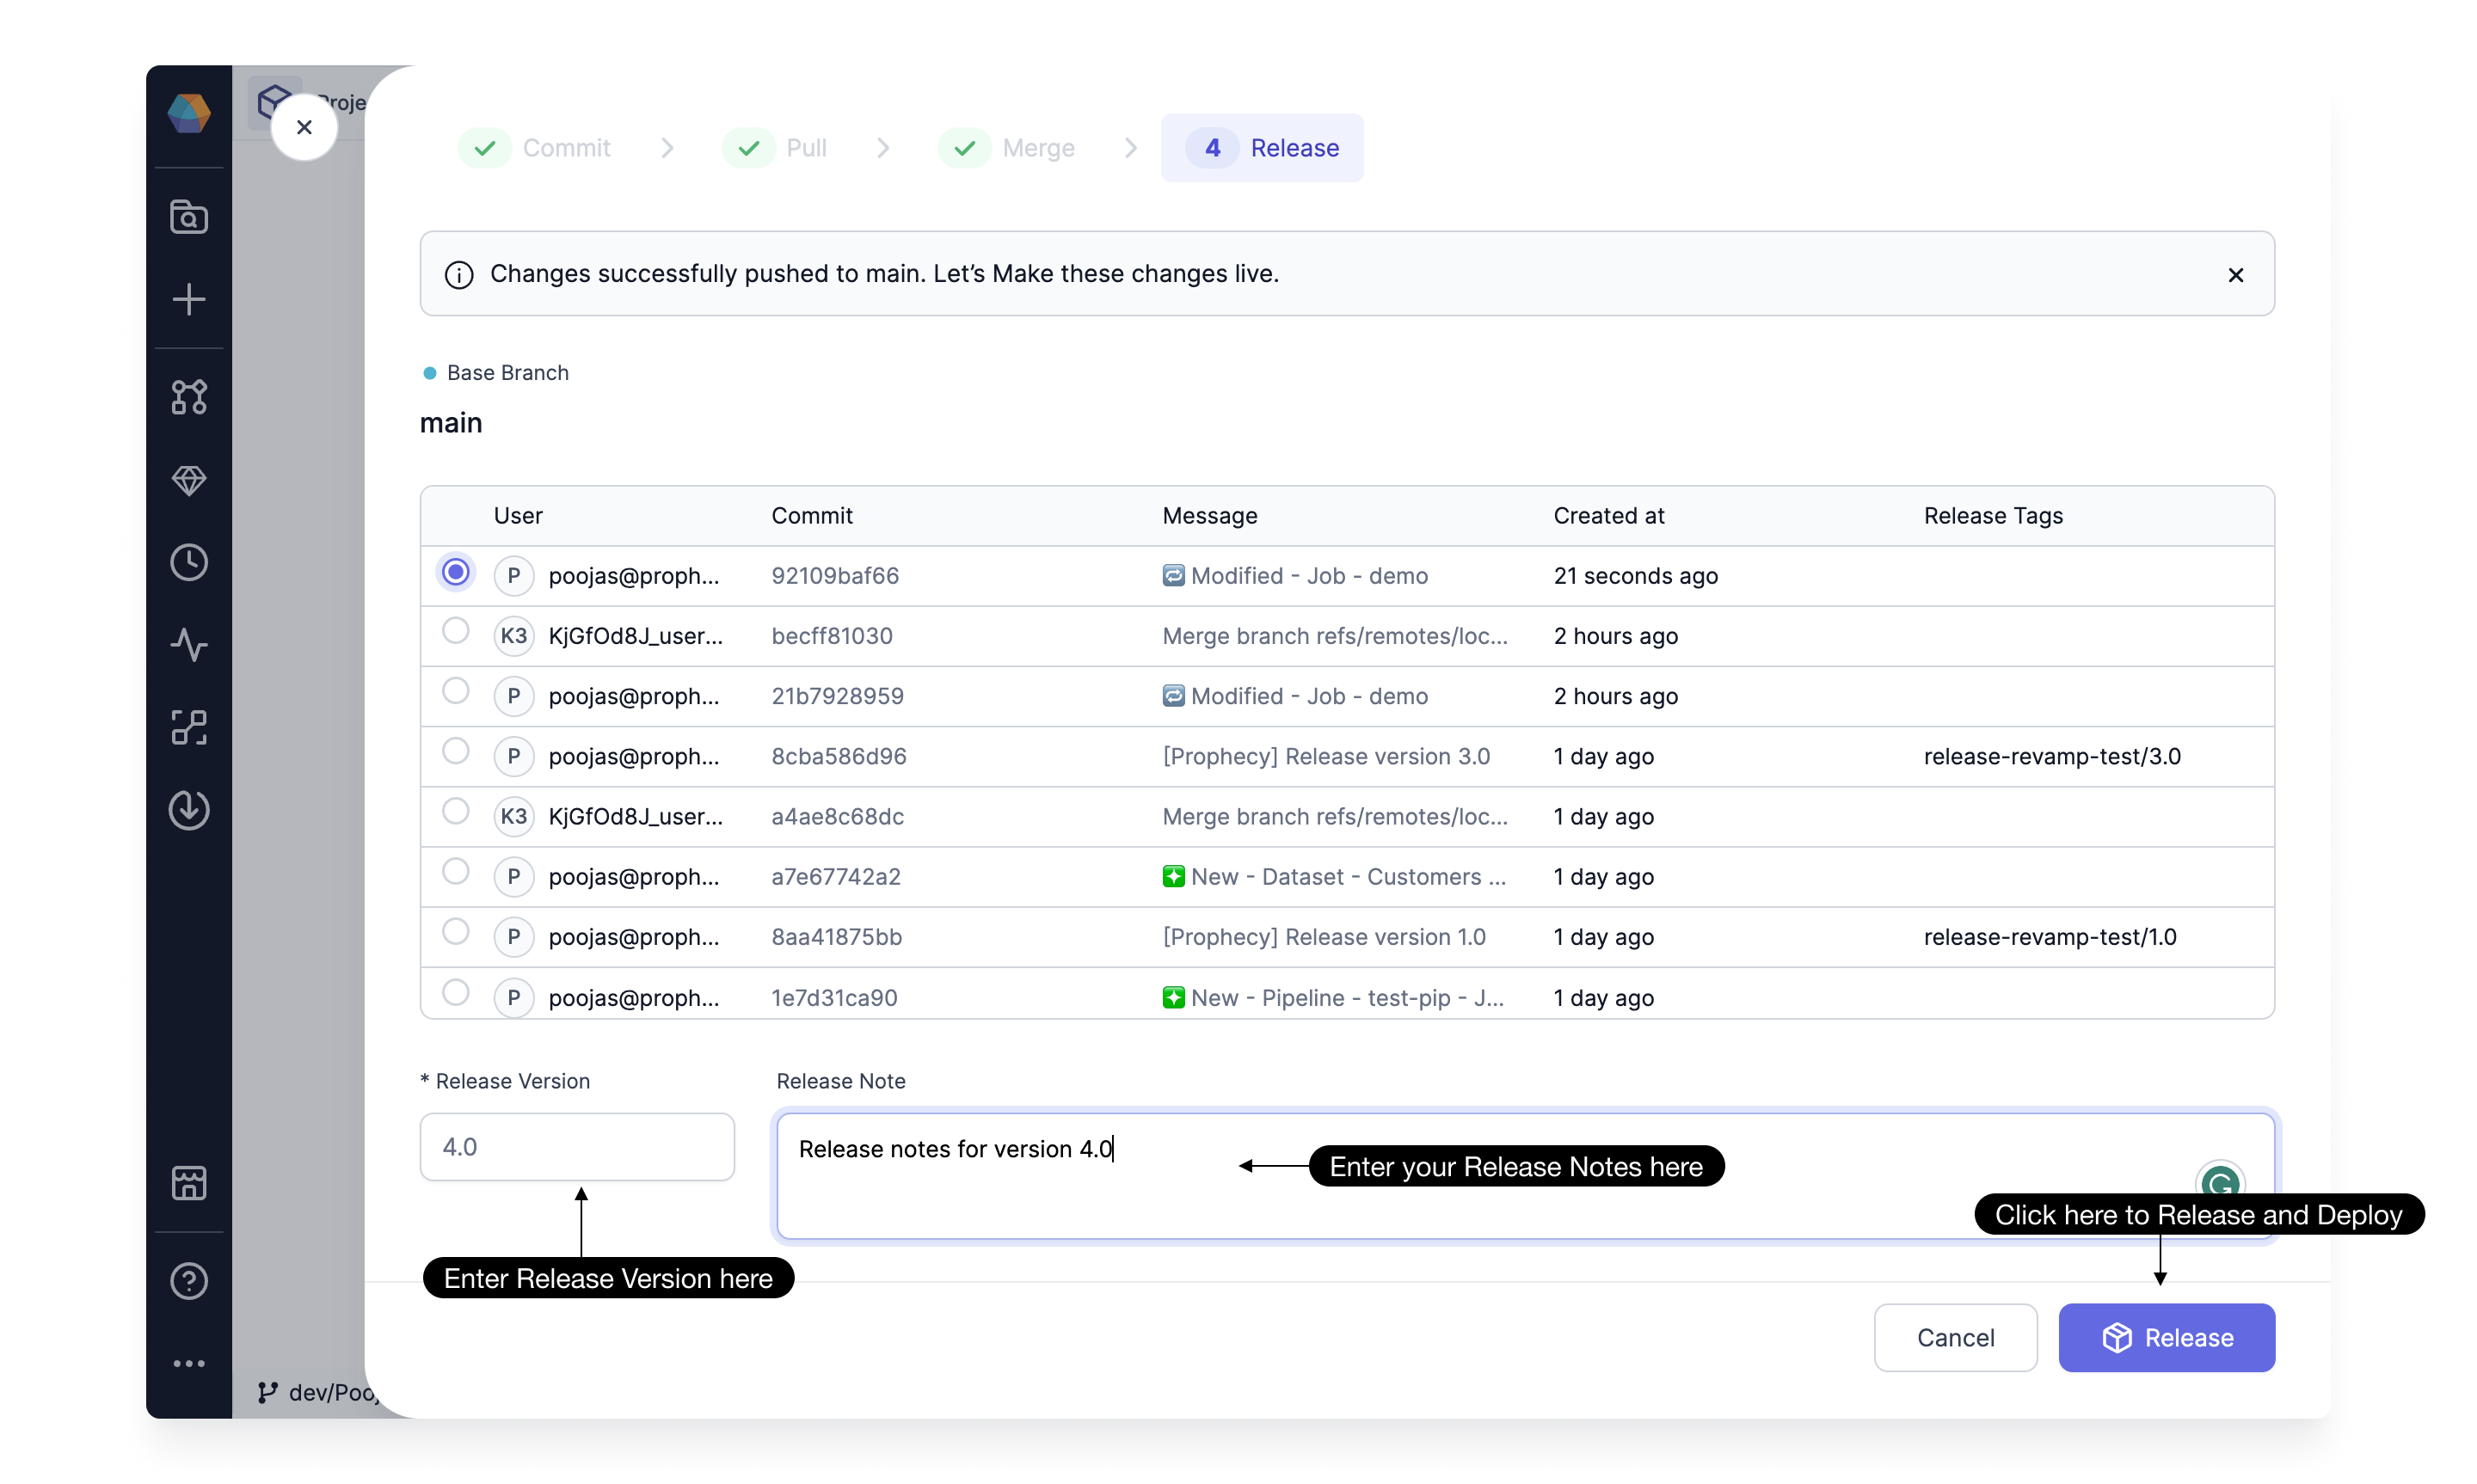 Proje
Commit
Pull
Merge
4 Release
Changes successfully pushed to main. Let’s Make these changes live.
Base Branch
main
User Commit Message Created at Release Tags
P poojas@proph... 92109baf66 Modified - Job - demo 21 seconds ago
K3 KjGfOd8J_user... becff81030 Merge branch refs/remotes/loc... 2 hours ago
P poojas@proph... 21b7928959 Modified - Job - demo 2 hours ago
P poojas@proph... 8cba586d96 [Prophecy] Release version 3.0 1 day ago release-revamp-test/3.0
K3 KjGfOd8J_user... a4ae8c68dc Merge branch refs/remotes/loc... 1 day ago
P poojas@proph... a7e67742a2 New - Dataset - Customers ... 1 day ago
P poojas@proph... 8aa41875bb [Prophecy] Release version 1.0 1 day ago release-revamp-test/1.0
P poojas@proph... 1e7d31ca90 New - Pipeline - test-pip - J... 1 day ago
* Release Version
Release Note
4.0
Release notes for version 4.0
Enter your Release Notes here
Click here to Release and Deploy
Enter Release Version here
Cancel
Release
dev/Pooj